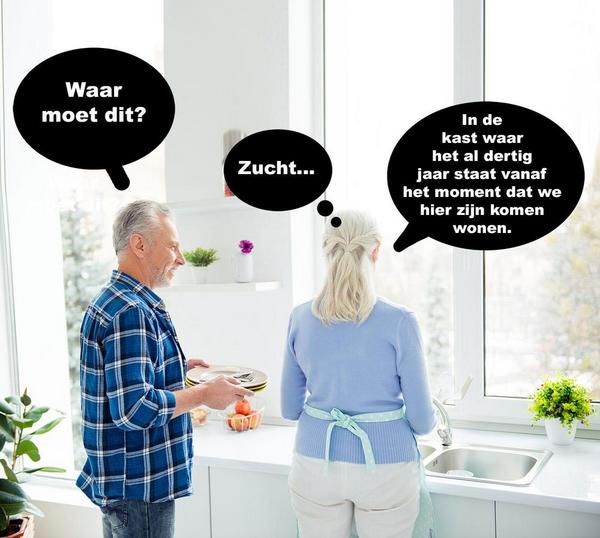 Waar
moet dit?
Zucht...
In de
kast waar
het al dertig
jaar staat vanaf
het moment dat we
hier zijn komen
wonen.